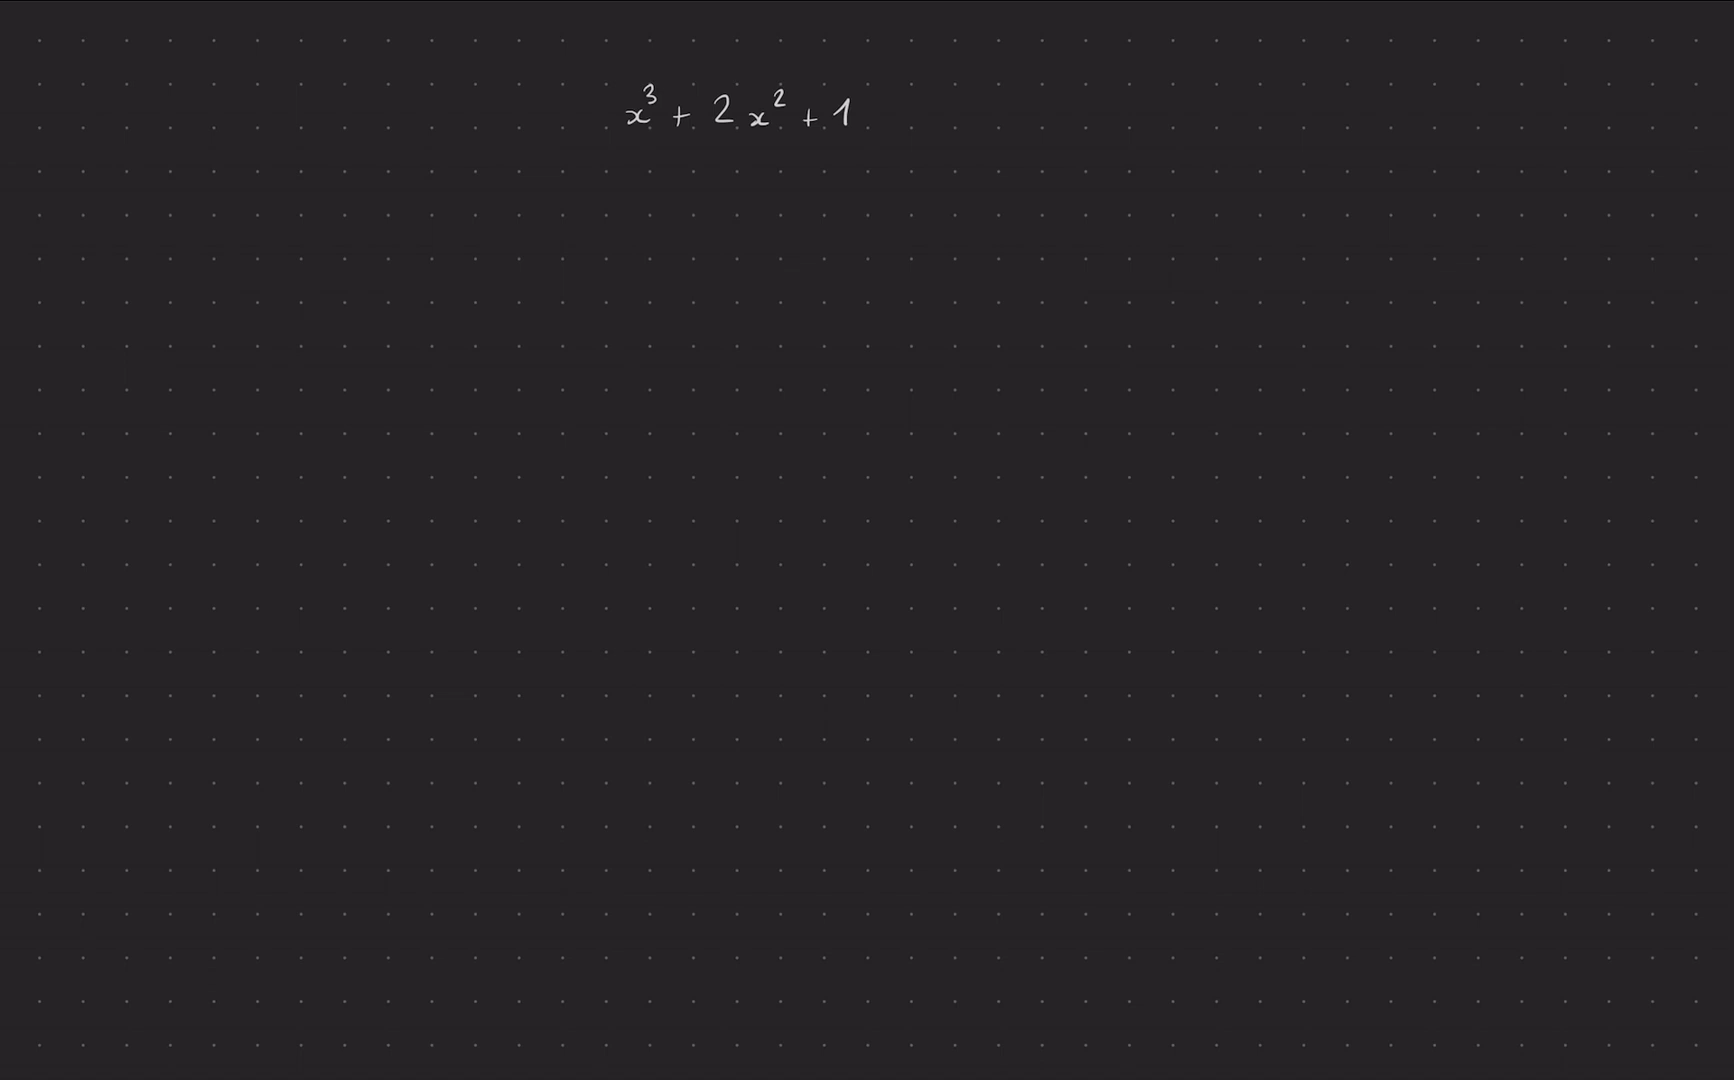 x³ + 2x² + 1